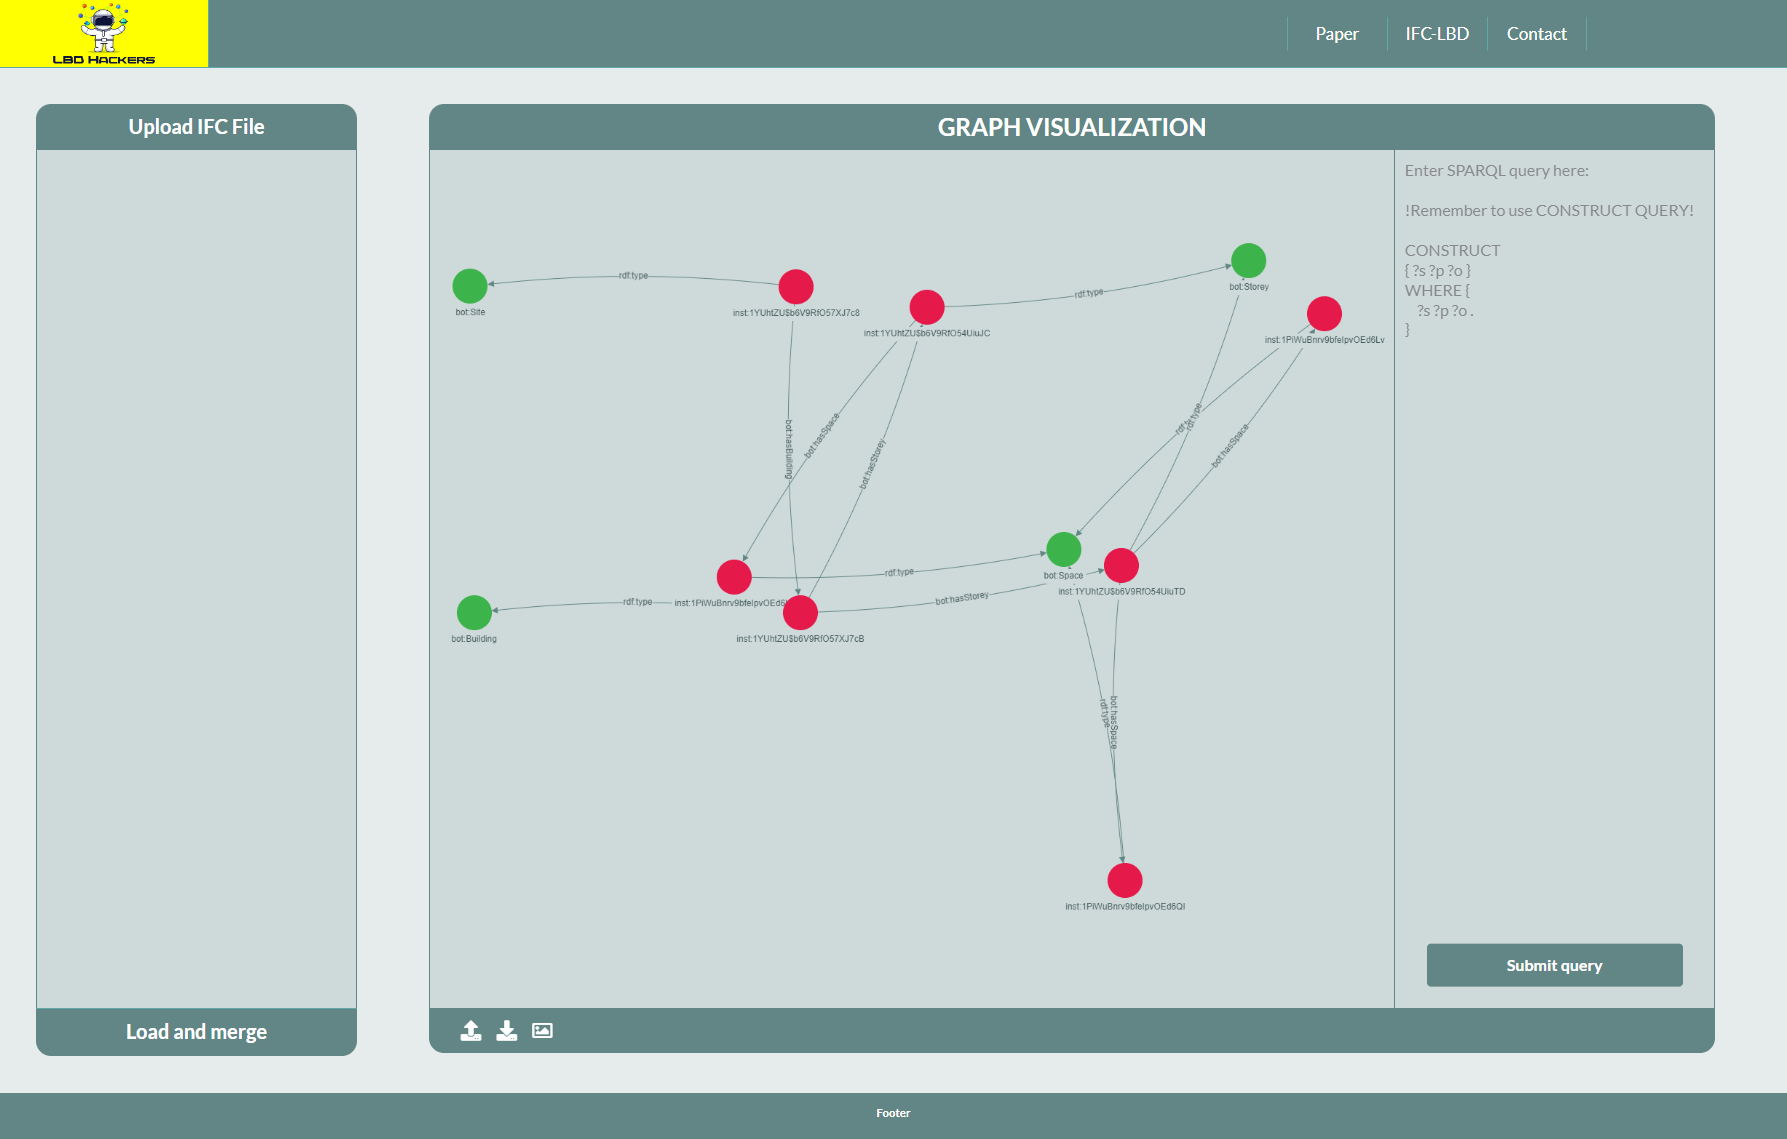 LBD HACKERS
Paper
IFC-LBD
Contact
Upload IFC File
GRAPH VISUALIZATION
Enter SPARQL query here:
!Remember to use CONSTRUCT QUERY!
CONSTRUCT
{ ?s ?p ?o }
WHERE {
?s ?p ?o .
}
rdf:type
bot:Site
inst:1YUhtZU$b6V9RfO57XJ7c8
inst:1YUhtZU$b6V9RfO54UiuJC
rdf:type
bot:Storey
inst:1PiWuBnrv9bfelpvOEd6Lv
bot:hasBuilding
bot:hasSpace
bot:hasStorey
rdf:type
rdf:type
bot:hasSpace
rdf:type
bot:Space
inst:1YUhtZU$b6V9RfO54UiuTD
rdf:type
bot:hasStorey
bot:Building
inst:1YUhtZU$b6V9RfO57XJ7cB
rdf:type
bot:hasSpace
inst:1PiWuBnrv9bfelpvOEd6QI
Submit query
Load and merge
Footer